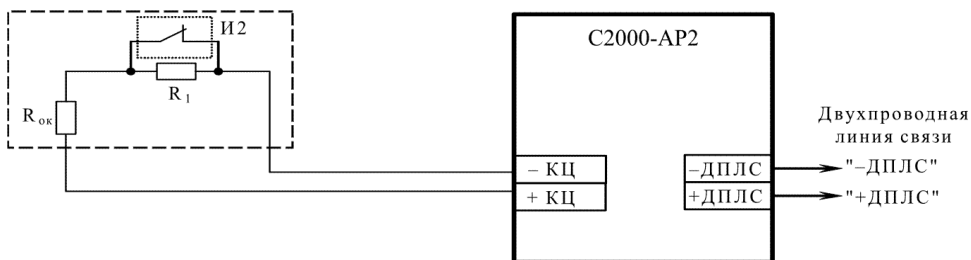 И2
R1
Rок
С2000-АР2
– КЦ
+ КЦ
–ДПЛС
+ДПЛС
Двухпроводная
линия связи
"–ДПЛС"
"+ДПЛС"